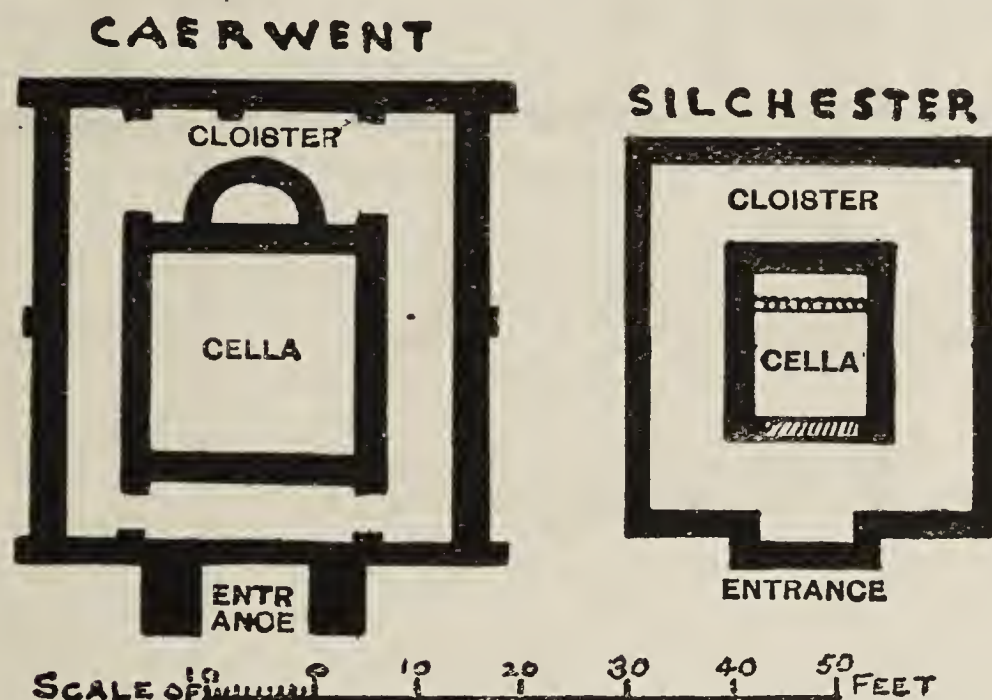 CAERWENT
CLOISTER
CELLA
ENTR
ANCE
SILCHESTER
CLOISTER
CELLA
ENTRANCE
SCALE OF 10 0 10 20 30 40 50 FEET